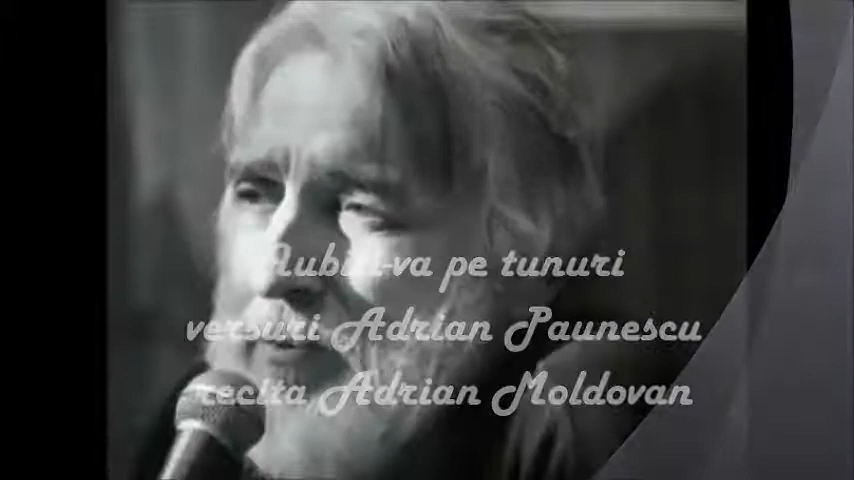 Iubiti-va pe tunuri
versuri Adrian Paunescu
recita Adrian Moldovan